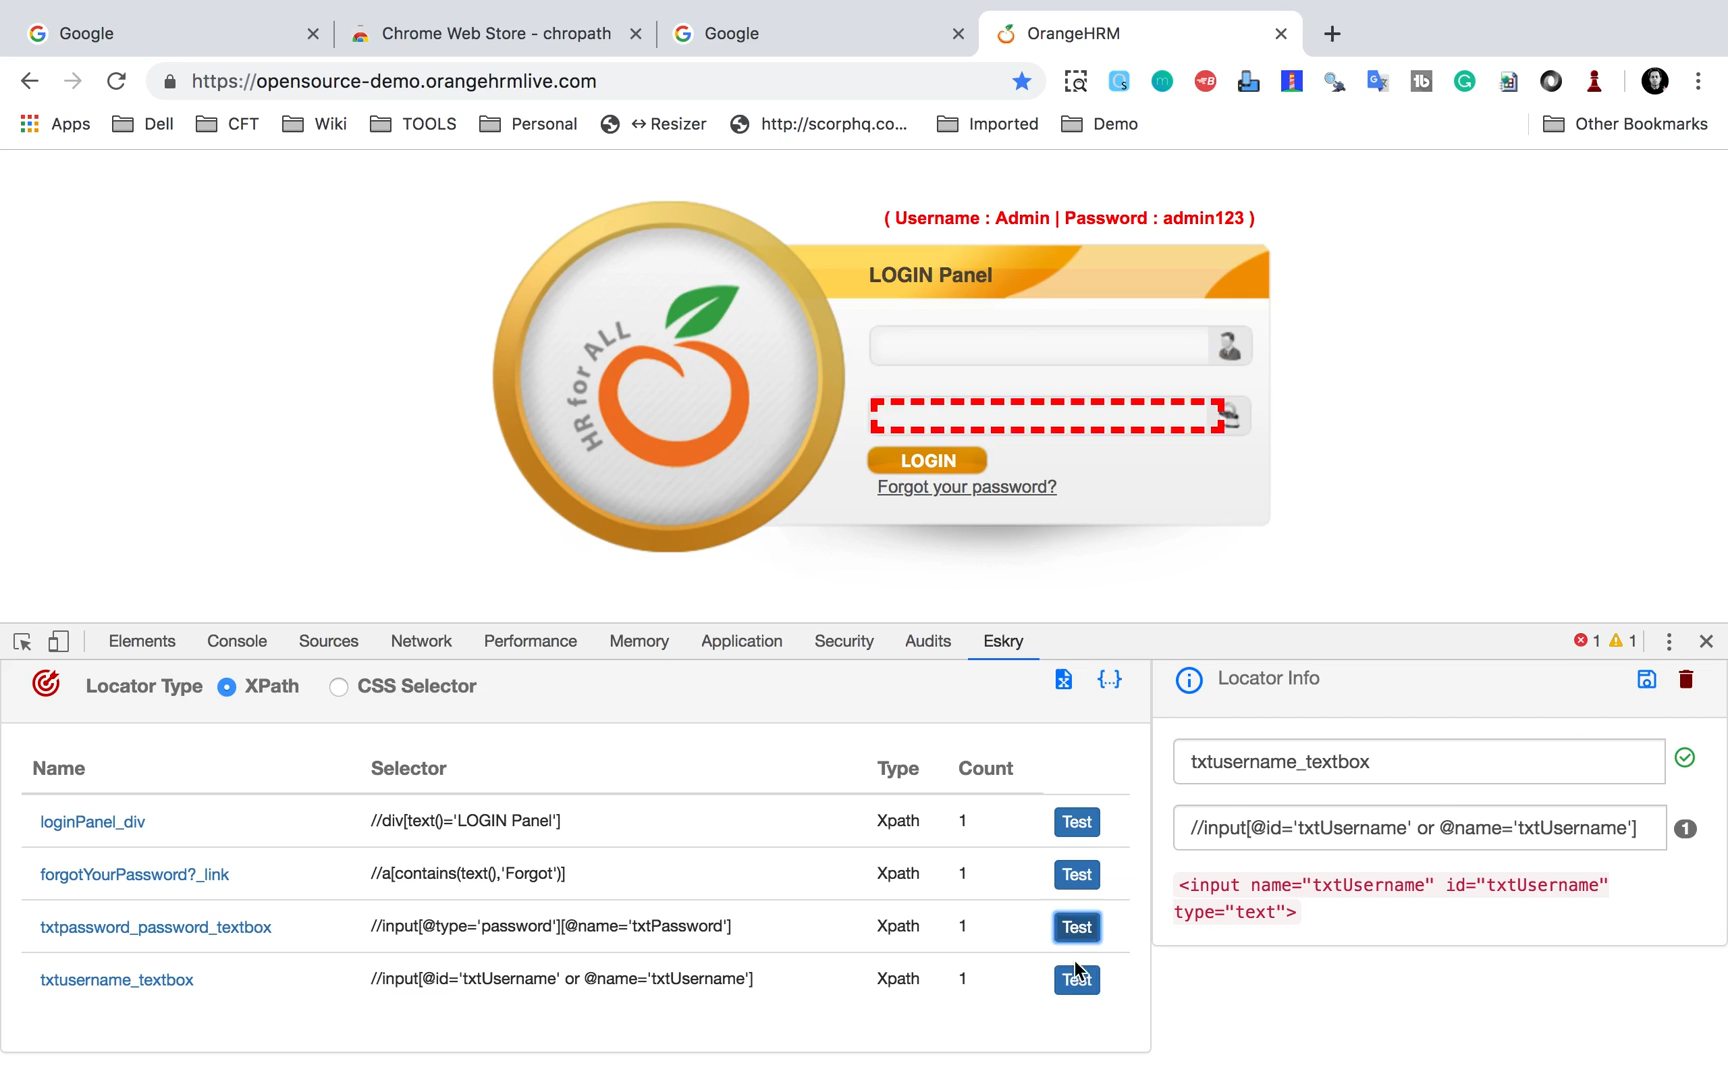 Google
Chrome Web Store - chropath
Google
OrangeHRM
https://opensource-demo.orangehrmlive.com
Apps
Dell
CFT
Wiki
TOOLS
Personal
↔ Resizer
http://scorphq.co...
Imported
Demo
Other Bookmarks
( Username : Admin | Password : admin123 )
LOGIN Panel
HR for ALL
LOGIN
Forgot your password?
Elements
Console
Sources
Network
Performance
Memory
Application
Security
Audits
Eskry
1
1
Locator Type
XPath
CSS Selector
{...}
Locator Info
Name
Selector
Type
Count
loginPanel_div
//div[text()='LOGIN Panel']
Xpath
1
Test
forgotYourPassword?_link
//a[contains(text(),'Forgot')]
Xpath
1
Test
txtpassword_password_textbox
//input[@type='password'][@name='txtPassword']
Xpath
1
Test
txtusername_textbox
//input[@id='txtUsername' or @name='txtUsername']
Xpath
1
Test
txtusername_textbox
//input[@id='txtUsername' or @name='txtUsername']
1
<input name="txtUsername" id="txtUsername"
type="text">